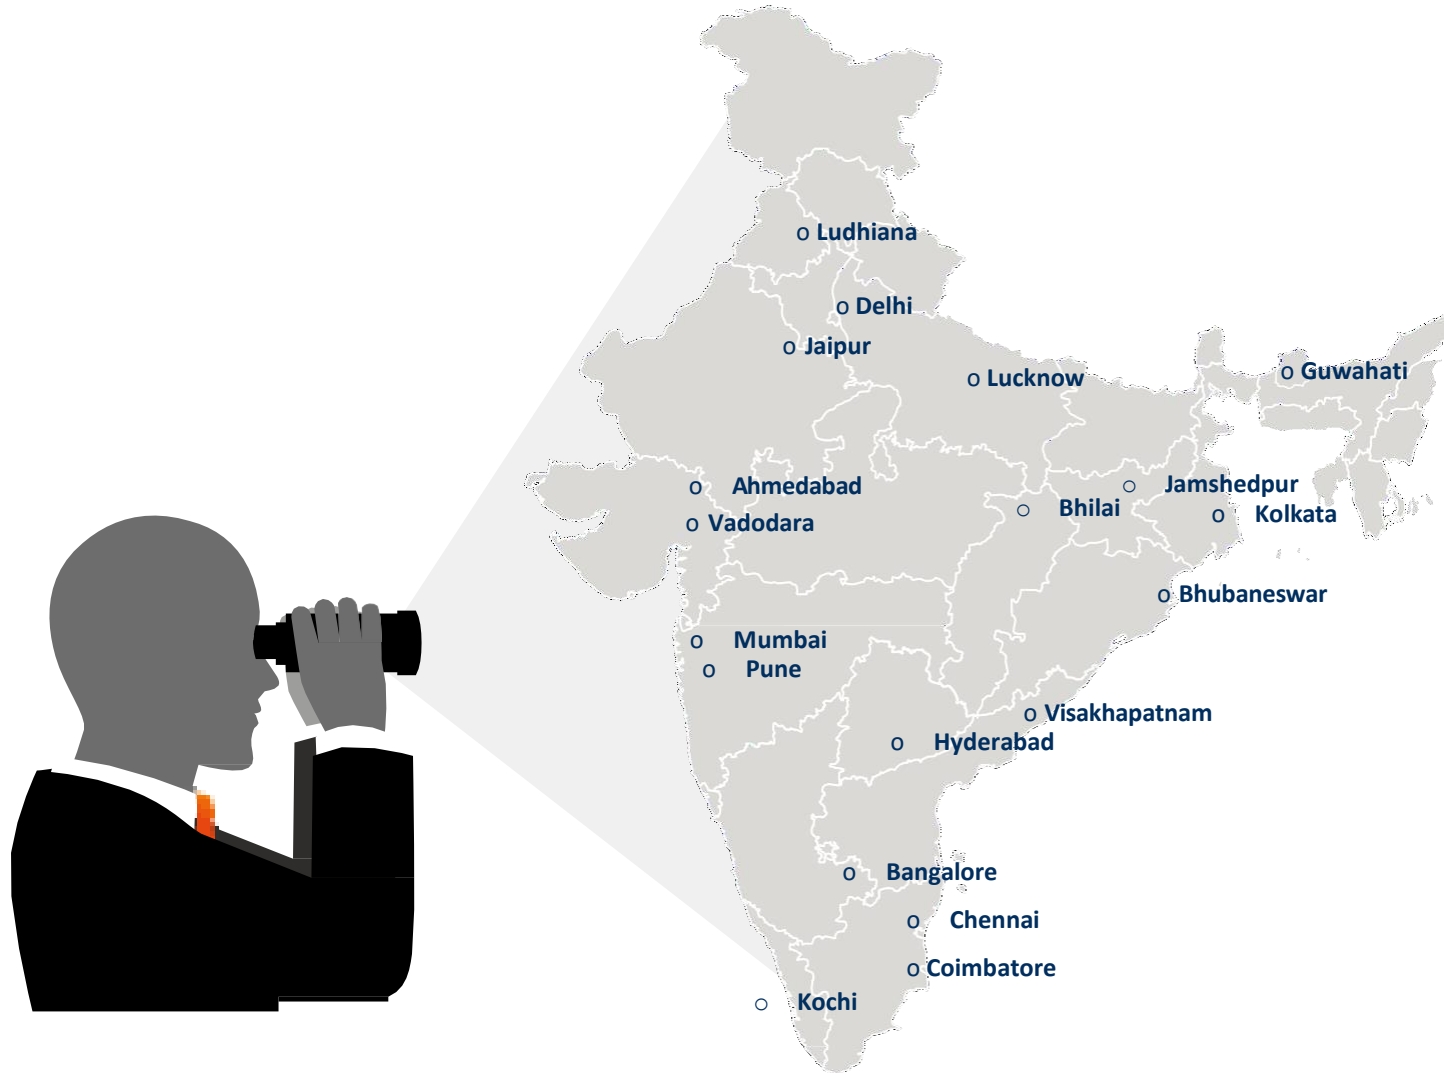 o Ludhiana
o Delhi
o Jaipur
o Lucknow
o Guwahati
o Ahmedabad
o Jamshedpur
o Bhilai
o Kolkata
o Vadodara
o Bhubaneswar
o Mumbai
o Pune
o Visakhapatnam
o Hyderabad
o Bangalore
o Chennai
o Coimbatore
o Kochi